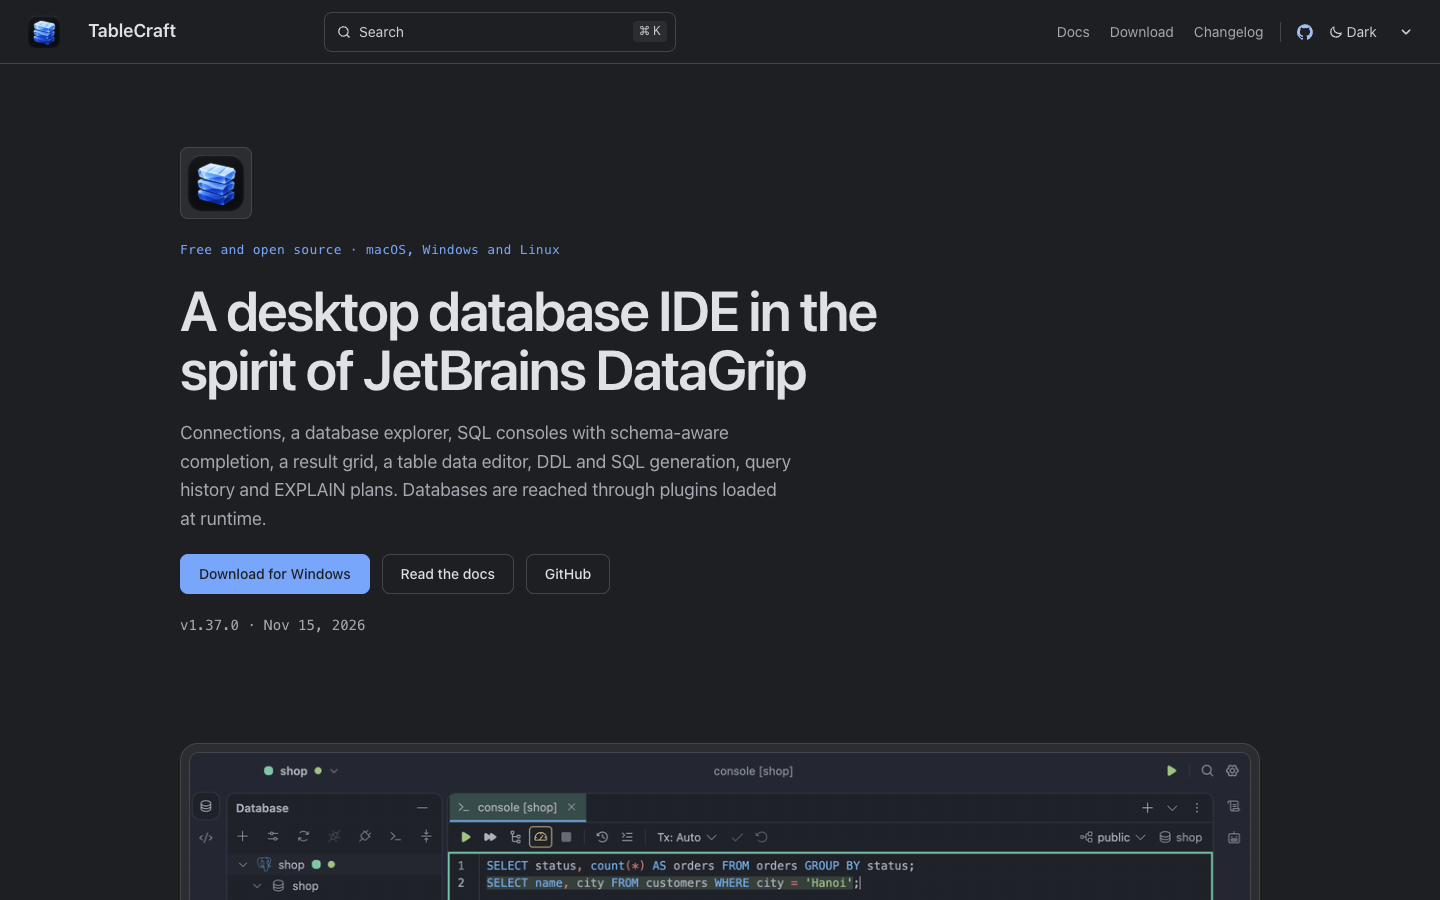 TableCraft
Search
⌘ K
Docs
Download
Changelog
Dark
Free and open source · macOS, Windows and Linux
A desktop database IDE in the
spirit of JetBrains DataGrip
Connections, a database explorer, SQL consoles with schema-aware
completion, a result grid, a table data editor, DDL and SQL generation, query
history and EXPLAIN plans. Databases are reached through plugins loaded
at runtime.
Download for Windows
Read the docs
GitHub
v1.37.0 · Nov 15, 2026
shop
console [shop]
Database
console [shop]
Tx: Auto
public
shop
shop
shop
1 SELECT status, count(*) AS orders FROM orders GROUP BY status;
2 SELECT name, city FROM customers WHERE city = 'Hanoi';